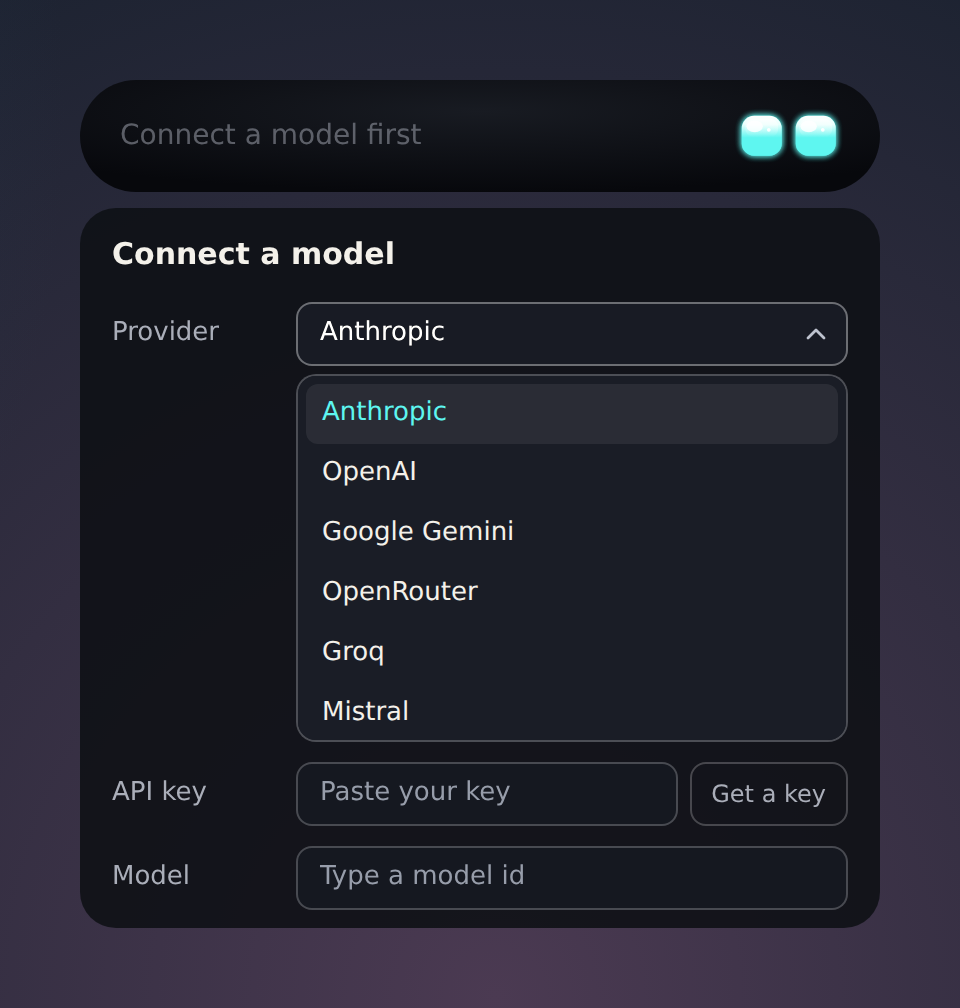 Connect a model first
Connect a model
Provider
Anthropic
Anthropic
OpenAI
Google Gemini
OpenRouter
Groq
Mistral
API key
Paste your key
Get a key
Model
Type a model id